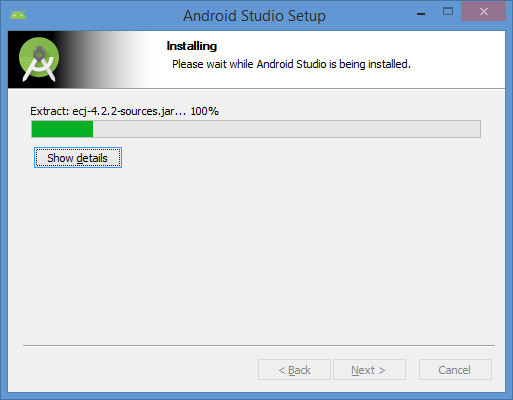 Android Studio Setup
Installing
Please wait while Android Studio is being installed.
Extract: ecj-4.2.2-sources.jar... 100%
Show details
< Back
Next >
Cancel